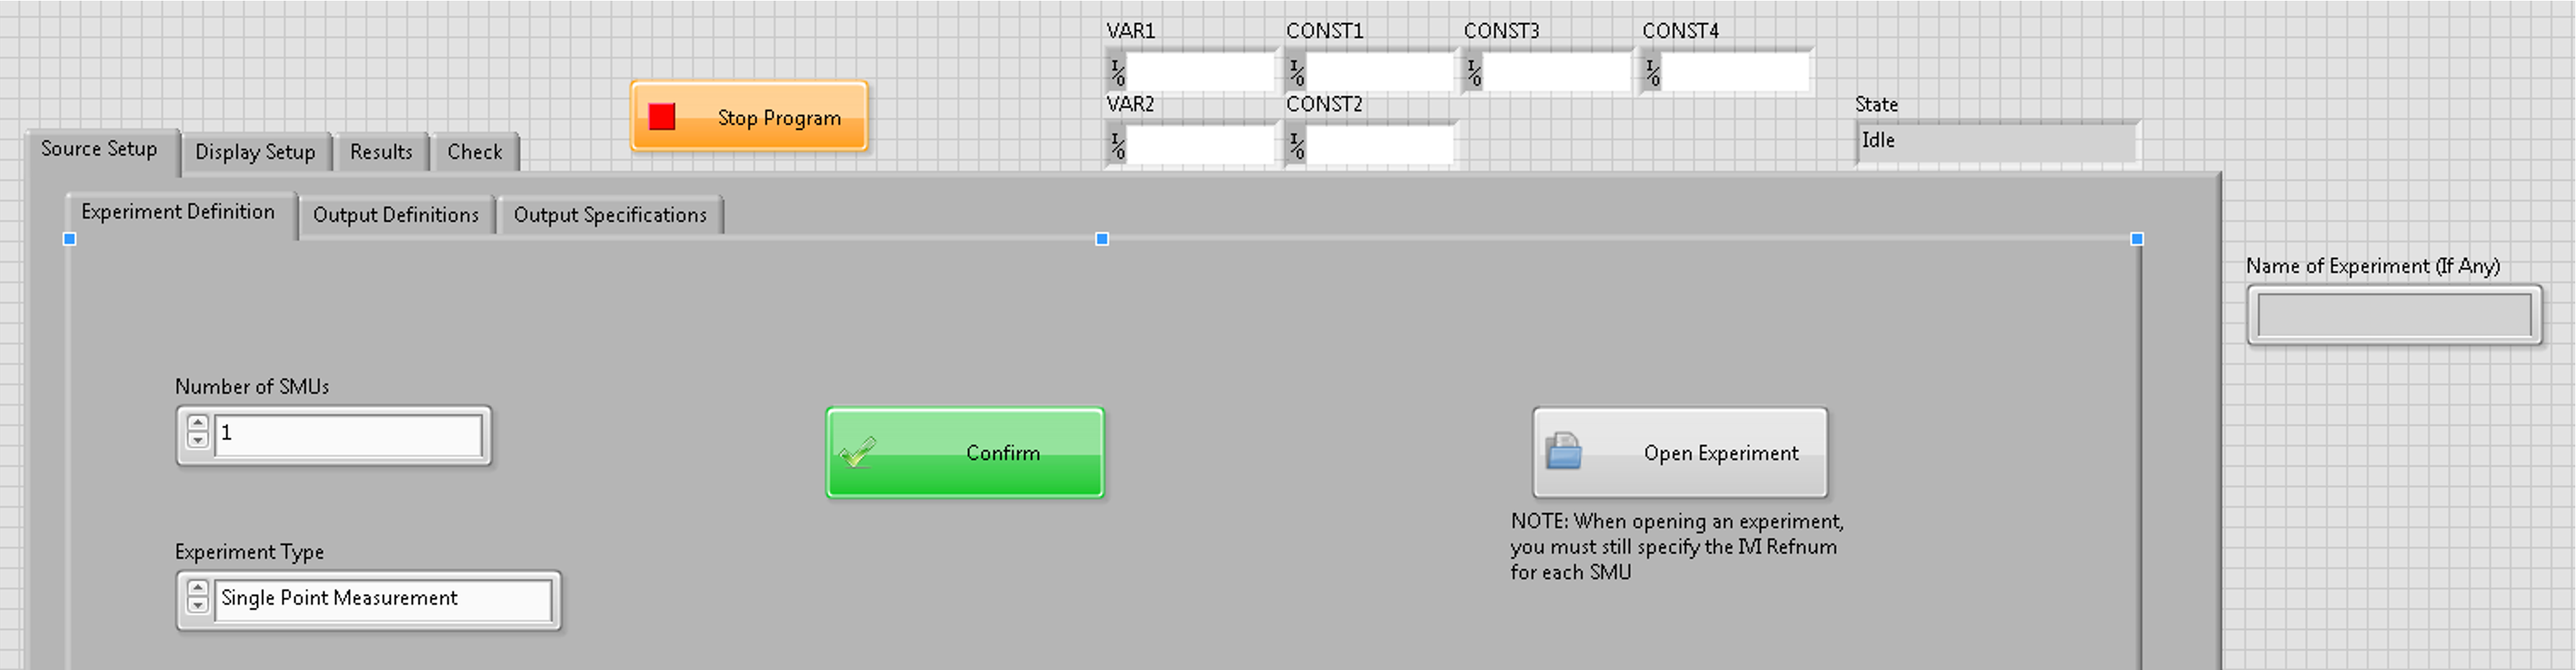 VAR1
CONST1
CONST3
CONST4
Stop Program
VAR2
CONST2
State
Idle
Source Setup
Display Setup
Results
Check
Experiment Definition
Output Definitions
Output Specifications
Name of Experiment (If Any)
Number of SMUs
1
Confirm
Open Experiment
NOTE: When opening an experiment,
you must still specify the IVI Refnum
for each SMU
Experiment Type
Single Point Measurement